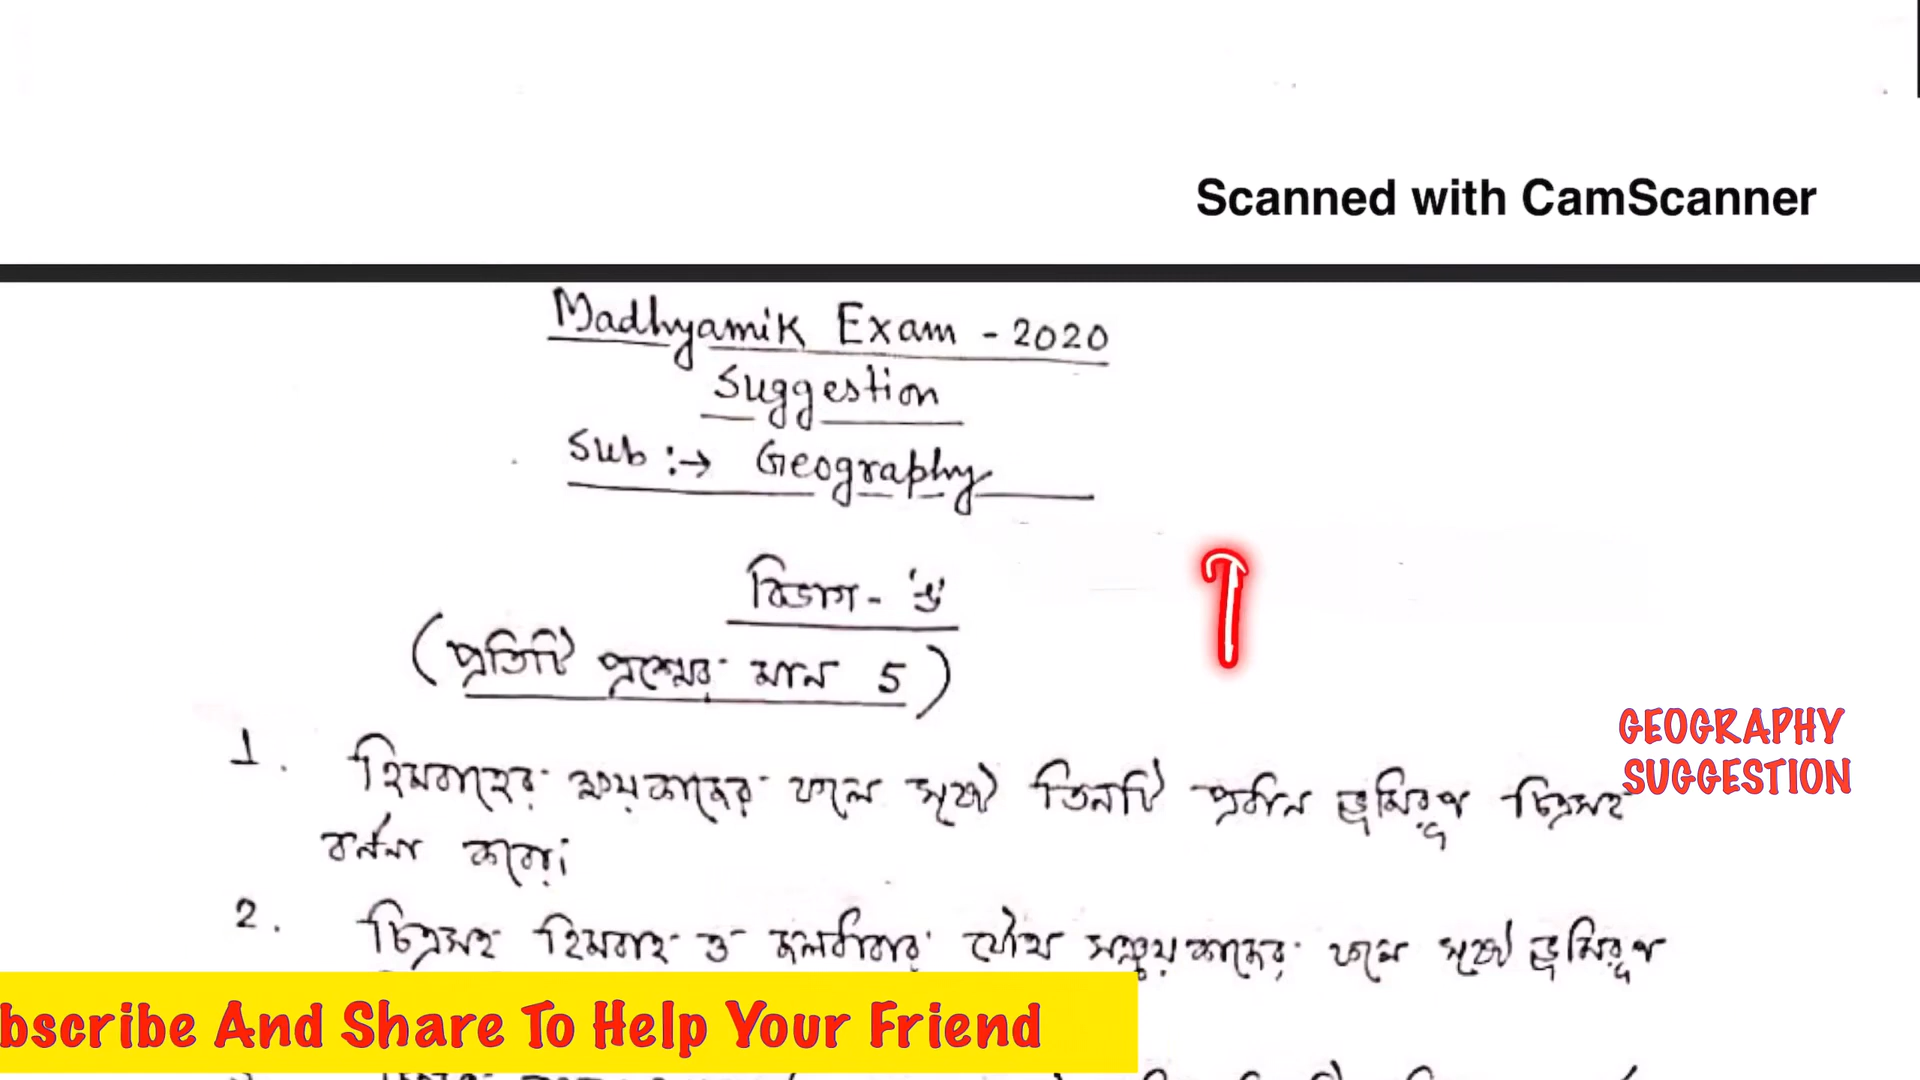 Scanned with CamScanner
Madhyamik Exam - 2020
Suggestion
Sub :→ Geography
বিভাগ - 'ঙ'
(প্রতিটি প্রশ্নের মান 5)
GEOGRAPHY
SUGGESTION
1. হিমবাহের ক্ষয়কাজের ফলে সৃষ্ট তিনটি প্রধান ভূমিরূপ চিত্রসহ
বর্ননা করো।
2. চিত্রসহ হিমবাহ ও জলধারার যৌথ সঞ্চয়কাজের ফলে সৃষ্ট ভূমিরূপ
bscribe And Share To Help Your Friend